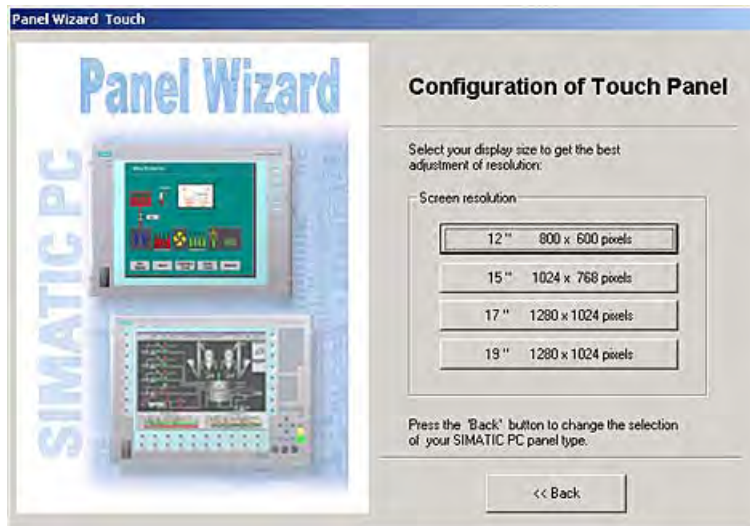 Panel Wizard Touch
Panel Wizard
SIMATIC PC
Configuration of Touch Panel
Select your display size to get the best
adjustment of resolution:
Screen resolution
12 " 800 x 600 pixels
15 " 1024 x 768 pixels
17 " 1280 x 1024 pixels
19 " 1280 x 1024 pixels
Press the 'Back' button to change the selection
of your SIMATIC PC panel type.
<< Back